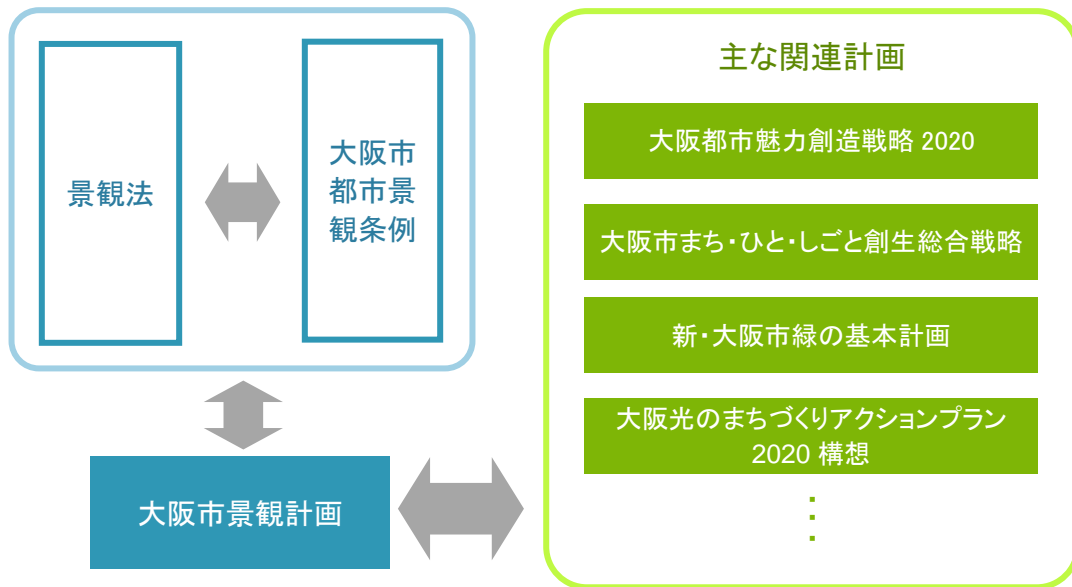 景観法
大阪市
都市景
観条例
大阪市景観計画
主な関連計画
大阪都市魅力創造戦略 2020
大阪市まち・ひと・しごと創生総合戦略
新・大阪市緑の基本計画
大阪光のまちづくりアクションプラン
2020 構想